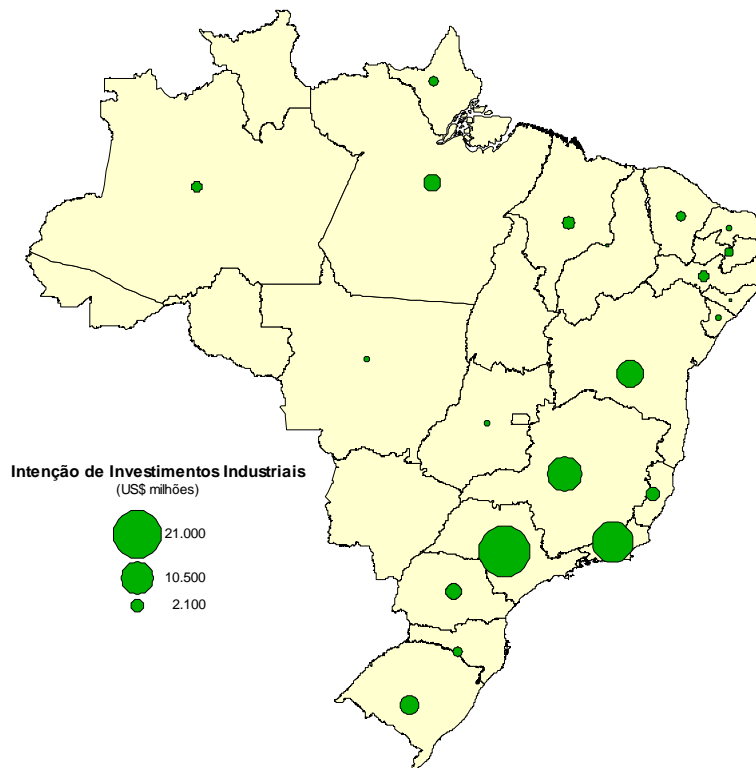 Intenção de Investimentos Industriais
(US$ milhões)
21.000
10.500
2.100